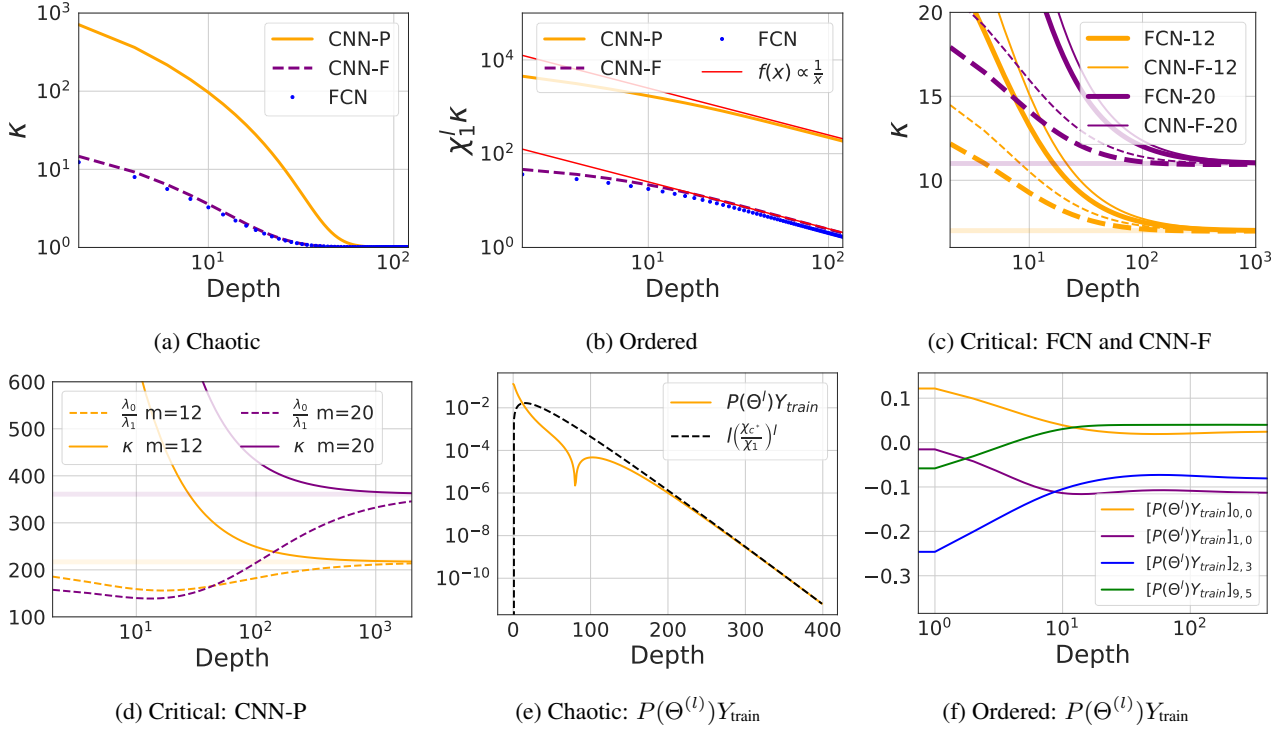 10³
10²
10¹
10⁰
κ
CNN-P
CNN-F
FCN
10¹
10²
Depth
(a) Chaotic
10⁴
10²
10⁰
χ₁ˡκ
CNN-P
CNN-F
FCN
f(x) ∝ 1/x
10¹
10²
Depth
(b) Ordered
20
15
10
κ
FCN-12
CNN-F-12
FCN-20
CNN-F-20
10¹
10²
10³
Depth
(c) Critical: FCN and CNN-F
600
500
400
300
200
100
λ₀/λ₁ m=12
λ₀/λ₁ m=20
κ m=12
κ m=20
10¹
10²
10³
Depth
(d) Critical: CNN-P
10⁻²
10⁻⁴
10⁻⁶
10⁻⁸
10⁻¹⁰
P(Θˡ)Y_train
l(χ_c*/χ₁)ˡ
0
100
200
300
400
Depth
(e) Chaotic: P(Θ⁽ˡ⁾)Y_train
0.1
0.0
−0.1
−0.2
−0.3
[P(Θˡ)Y_train]₀,₀
[P(Θˡ)Y_train]₁,₀
[P(Θˡ)Y_train]₂,₃
[P(Θˡ)Y_train]₉,₅
10⁰
10¹
10²
Depth
(f) Ordered: P(Θ⁽ˡ⁾)Y_train